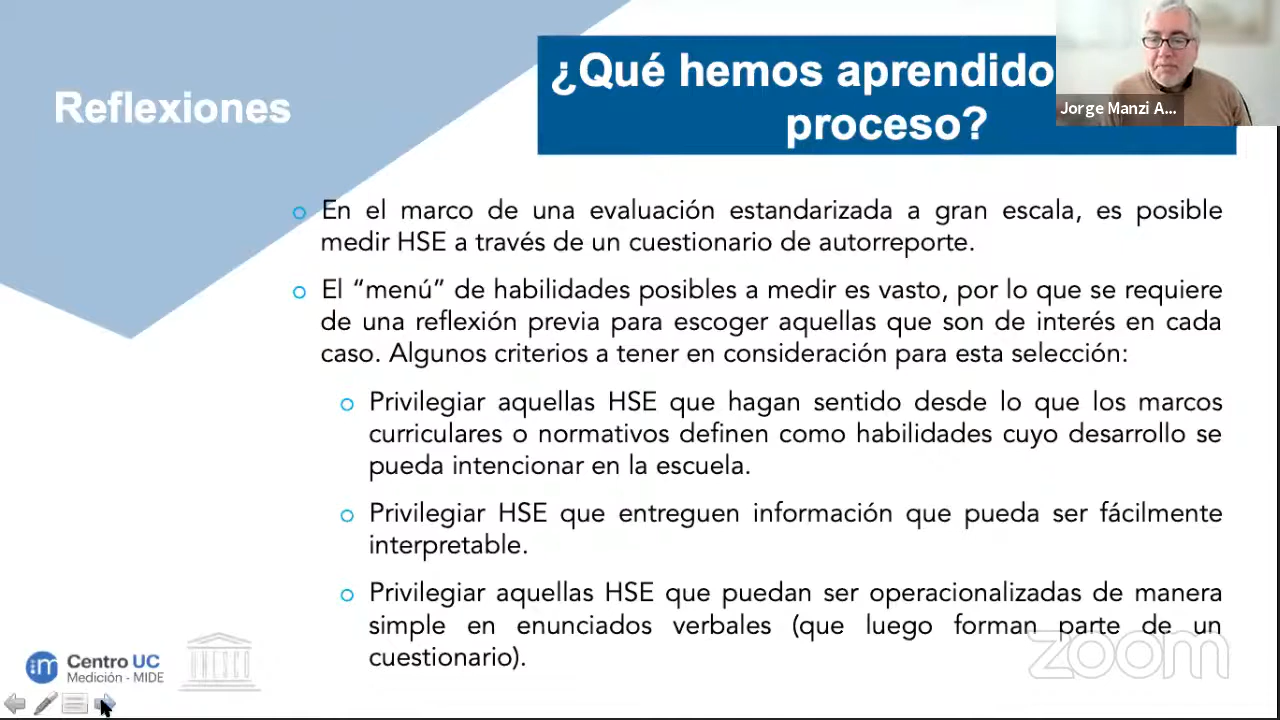 Reflexiones
¿Qué hemos aprendido
proceso?
Jorge Manzi A...
En el marco de una evaluación estandarizada a gran escala, es posible
medir HSE a través de un cuestionario de autorreporte.
El “menú” de habilidades posibles a medir es vasto, por lo que se requiere
de una reflexión previa para escoger aquellas que son de interés en cada
caso. Algunos criterios a tener en consideración para esta selección:
Privilegiar aquellas HSE que hagan sentido desde lo que los marcos
curriculares o normativos definen como habilidades cuyo desarrollo se
pueda intencionar en la escuela.
Privilegiar HSE que entreguen información que pueda ser fácilmente
interpretable.
Privilegiar aquellas HSE que puedan ser operacionalizadas de manera
simple en enunciados verbales (que luego forman parte de un
cuestionario).
:m Centro UC
Medición - MIDE
UNESCO
zoom